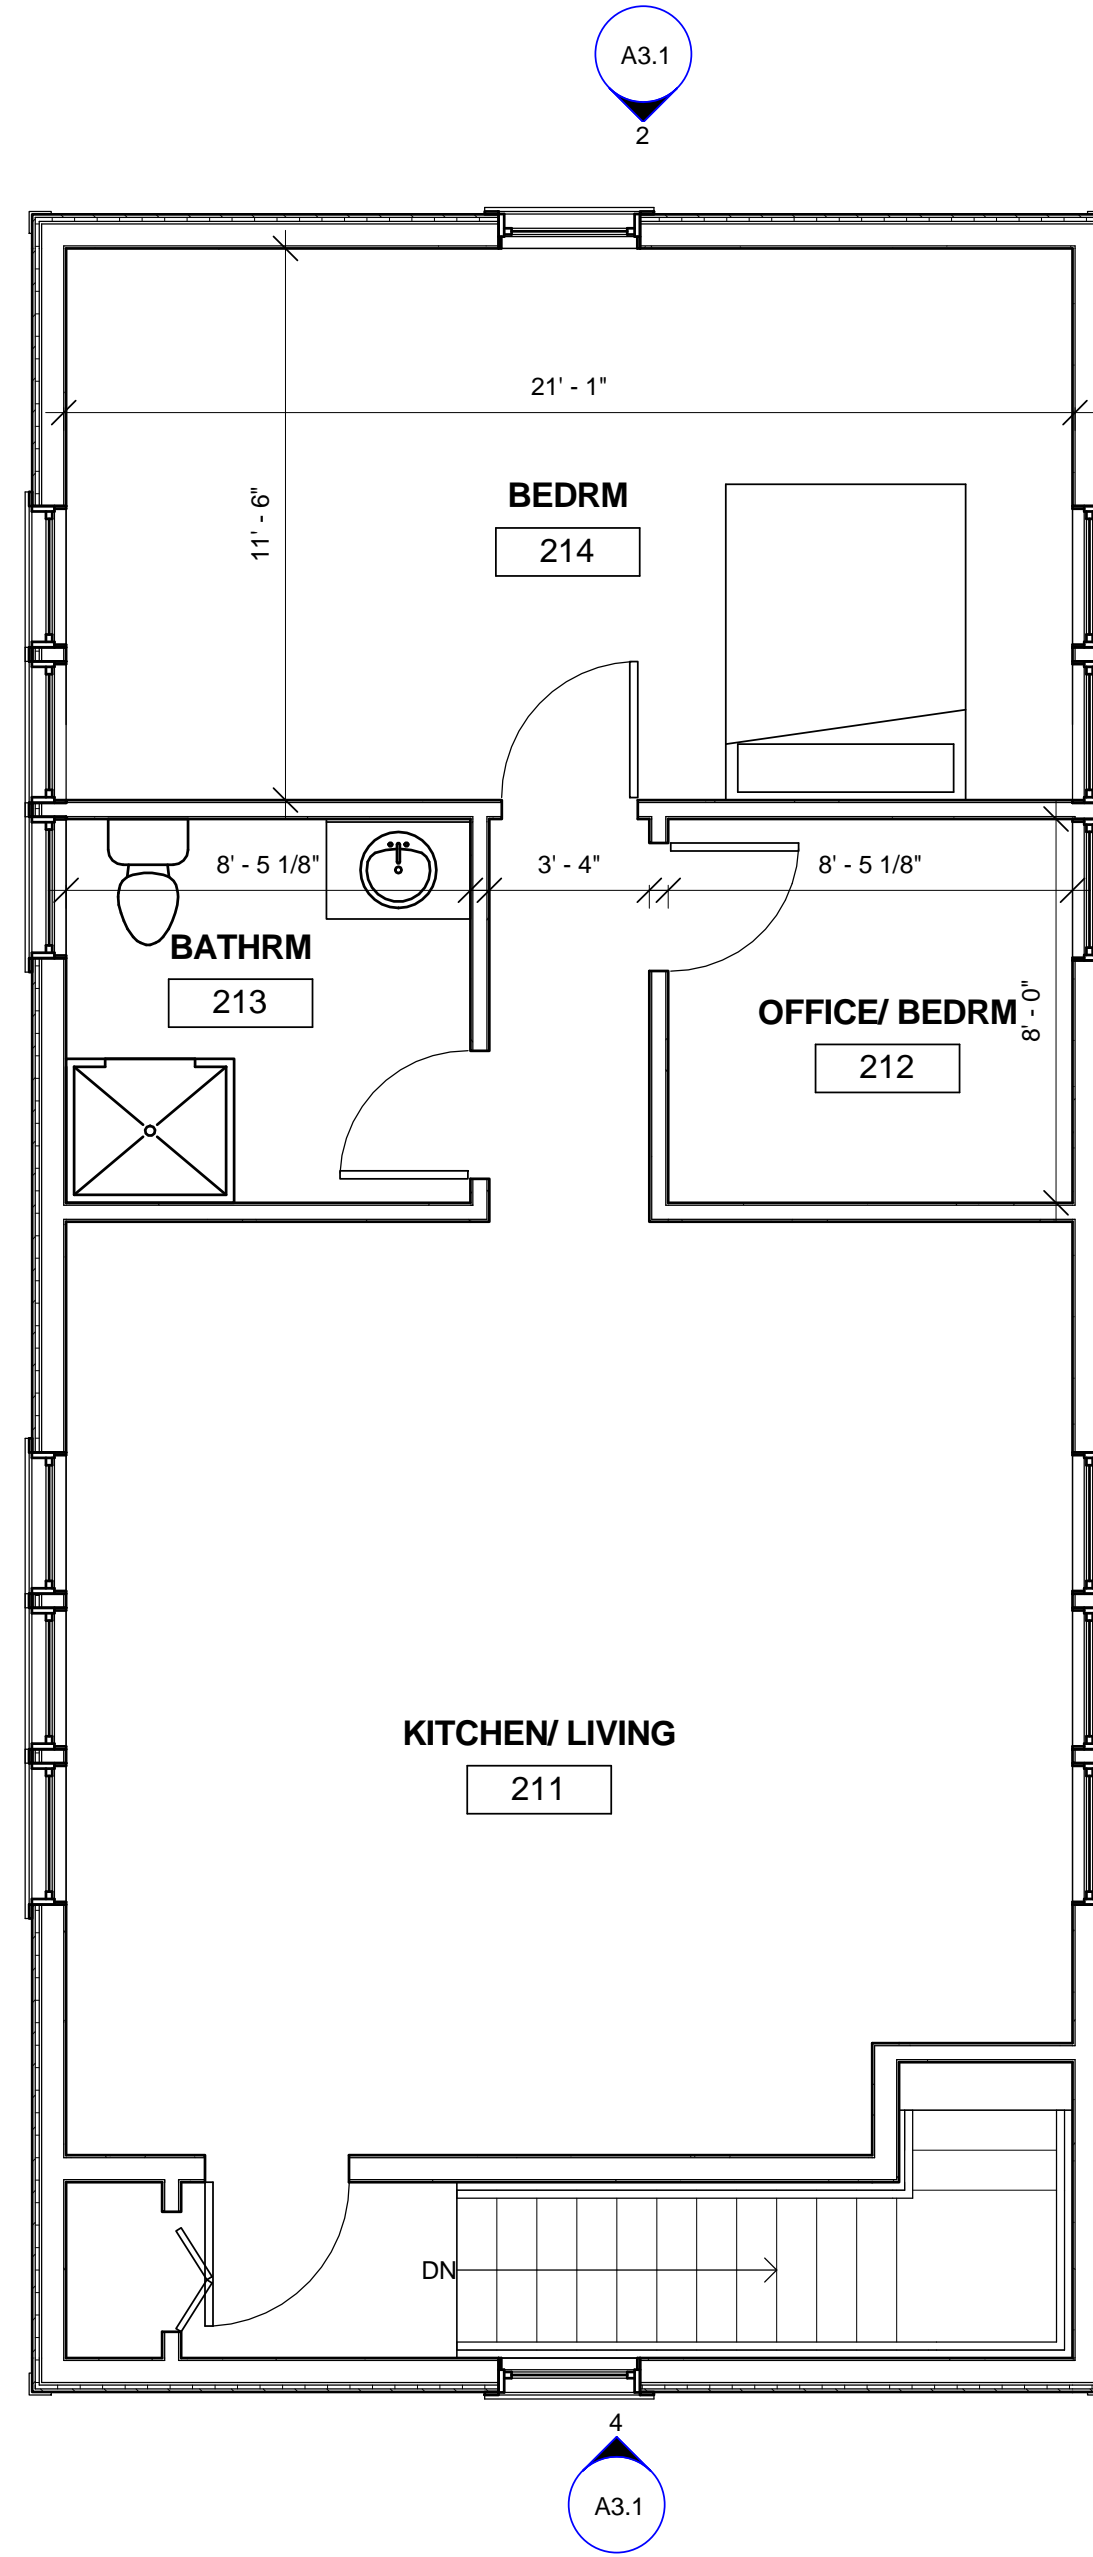 A3.1
2
21' - 1"
11' - 6"
BEDRM
214
8' - 5 1/8"
3' - 4"
8' - 5 1/8"
BATHRM
213
OFFICE/ BEDRM
212
8' - 0"
KITCHEN/ LIVING
211
DN
4
A3.1